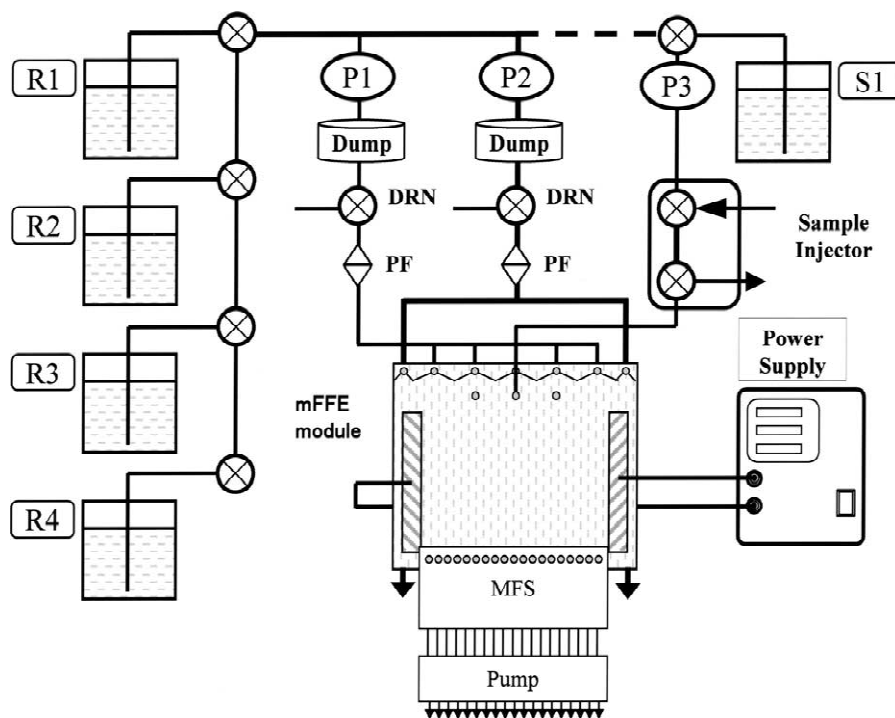 R1
P1
P2
P3
S1
Dump
Dump
R2
DRN
DRN
Sample
Injector
PF
PF
R3
Power
Supply
mFFE
module
R4
MFS
Pump